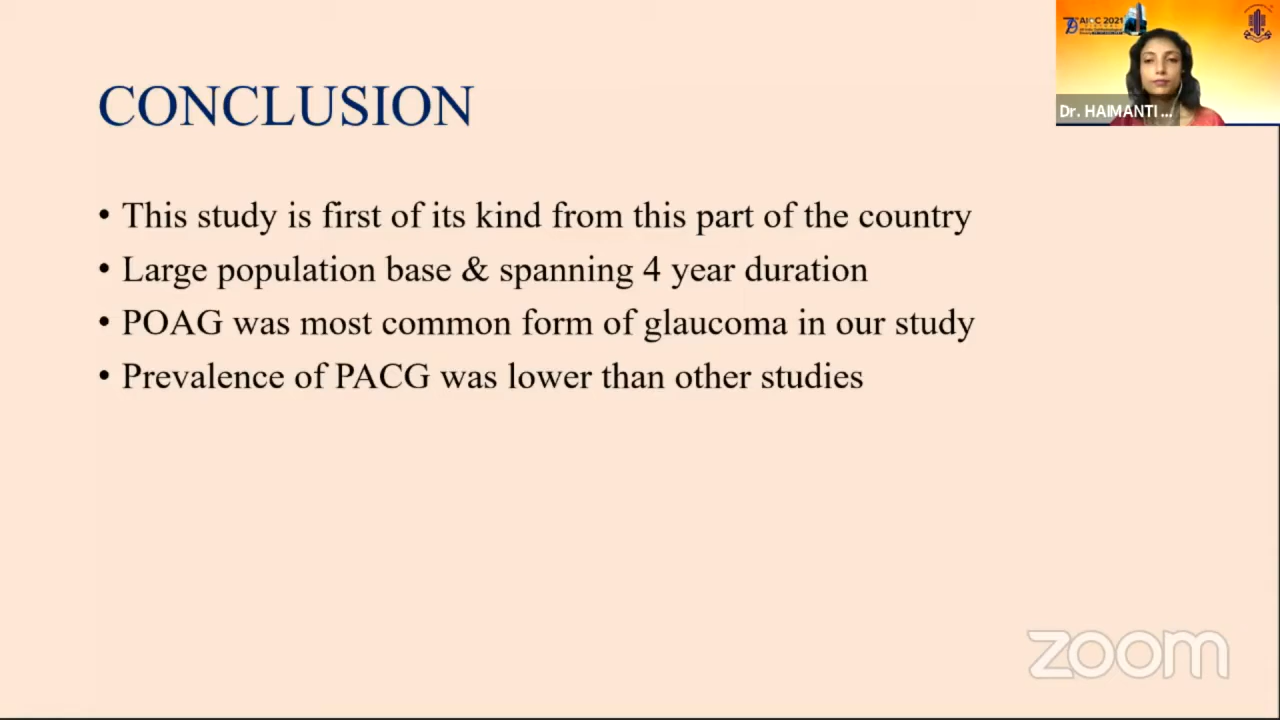 CONCLUSION
• This study is first of its kind from this part of the country
• Large population base & spanning 4 year duration
• POAG was most common form of glaucoma in our study
• Prevalence of PACG was lower than other studies
AIOC 2021
Dr. HAIMANTI ...
zoom